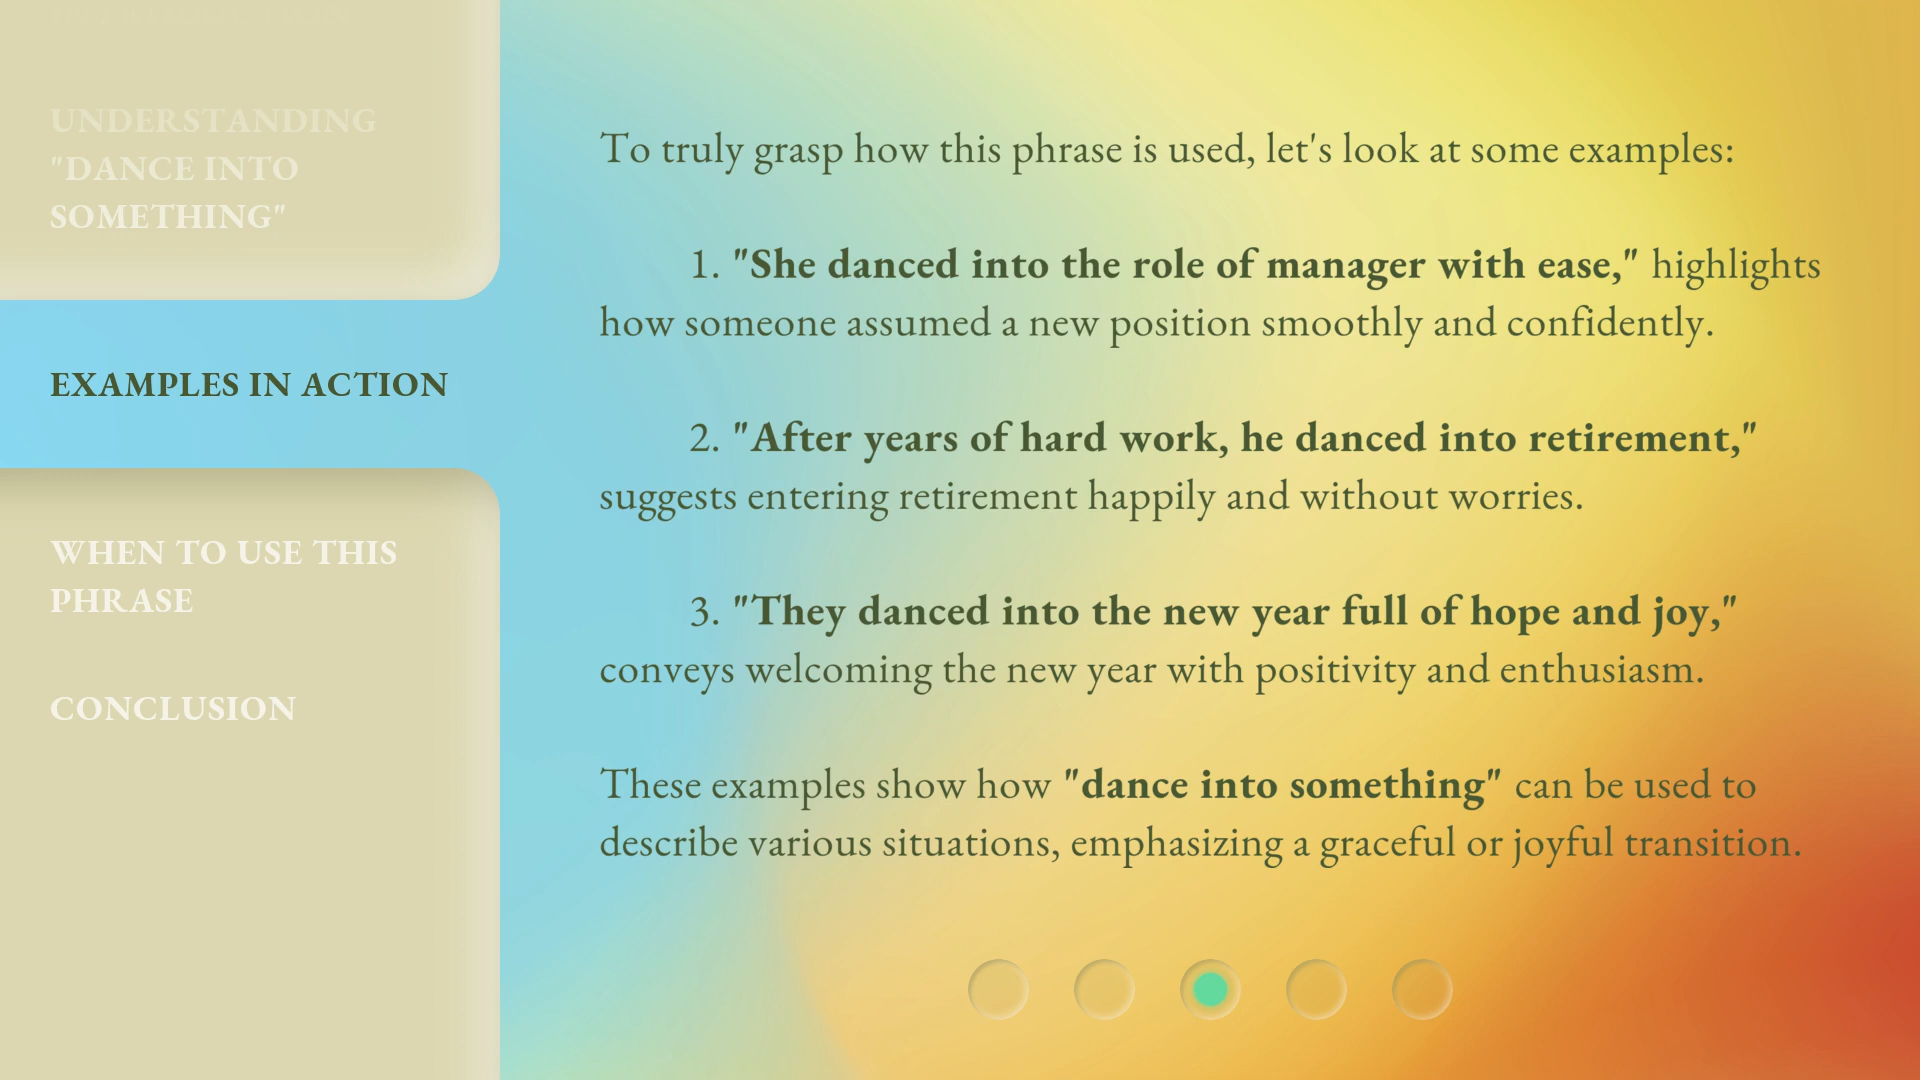 UNDERSTANDING
"DANCE INTO
SOMETHING"
EXAMPLES IN ACTION
WHEN TO USE THIS
PHRASE
CONCLUSION
To truly grasp how this phrase is used, let's look at some examples:
1. "She danced into the role of manager with ease," highlights
how someone assumed a new position smoothly and confidently.
2. "After years of hard work, he danced into retirement,"
suggests entering retirement happily and without worries.
3. "They danced into the new year full of hope and joy,"
conveys welcoming the new year with positivity and enthusiasm.
These examples show how "dance into something" can be used to
describe various situations, emphasizing a graceful or joyful transition.